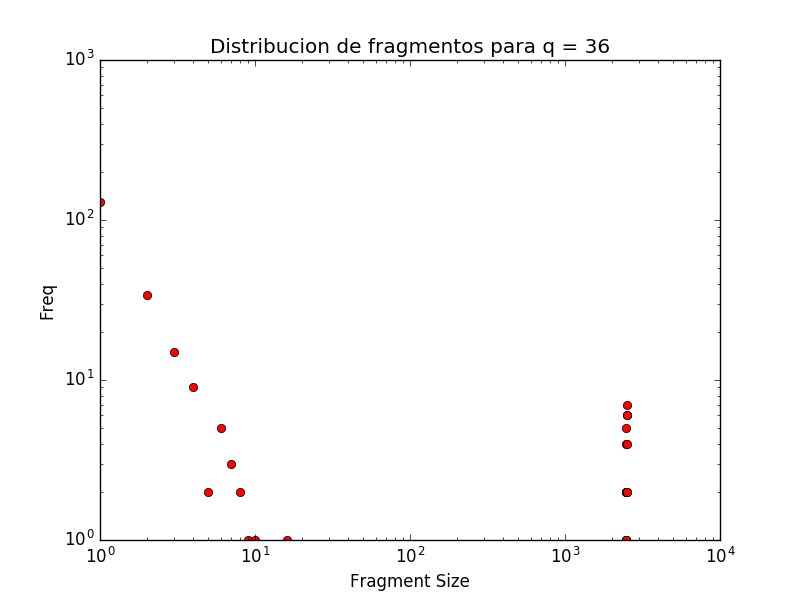 Distribucion de fragmentos para q = 36
10³
10²
10¹
10⁰
Freq
10⁰ 10¹ 10² 10³ 10⁴
Fragment Size